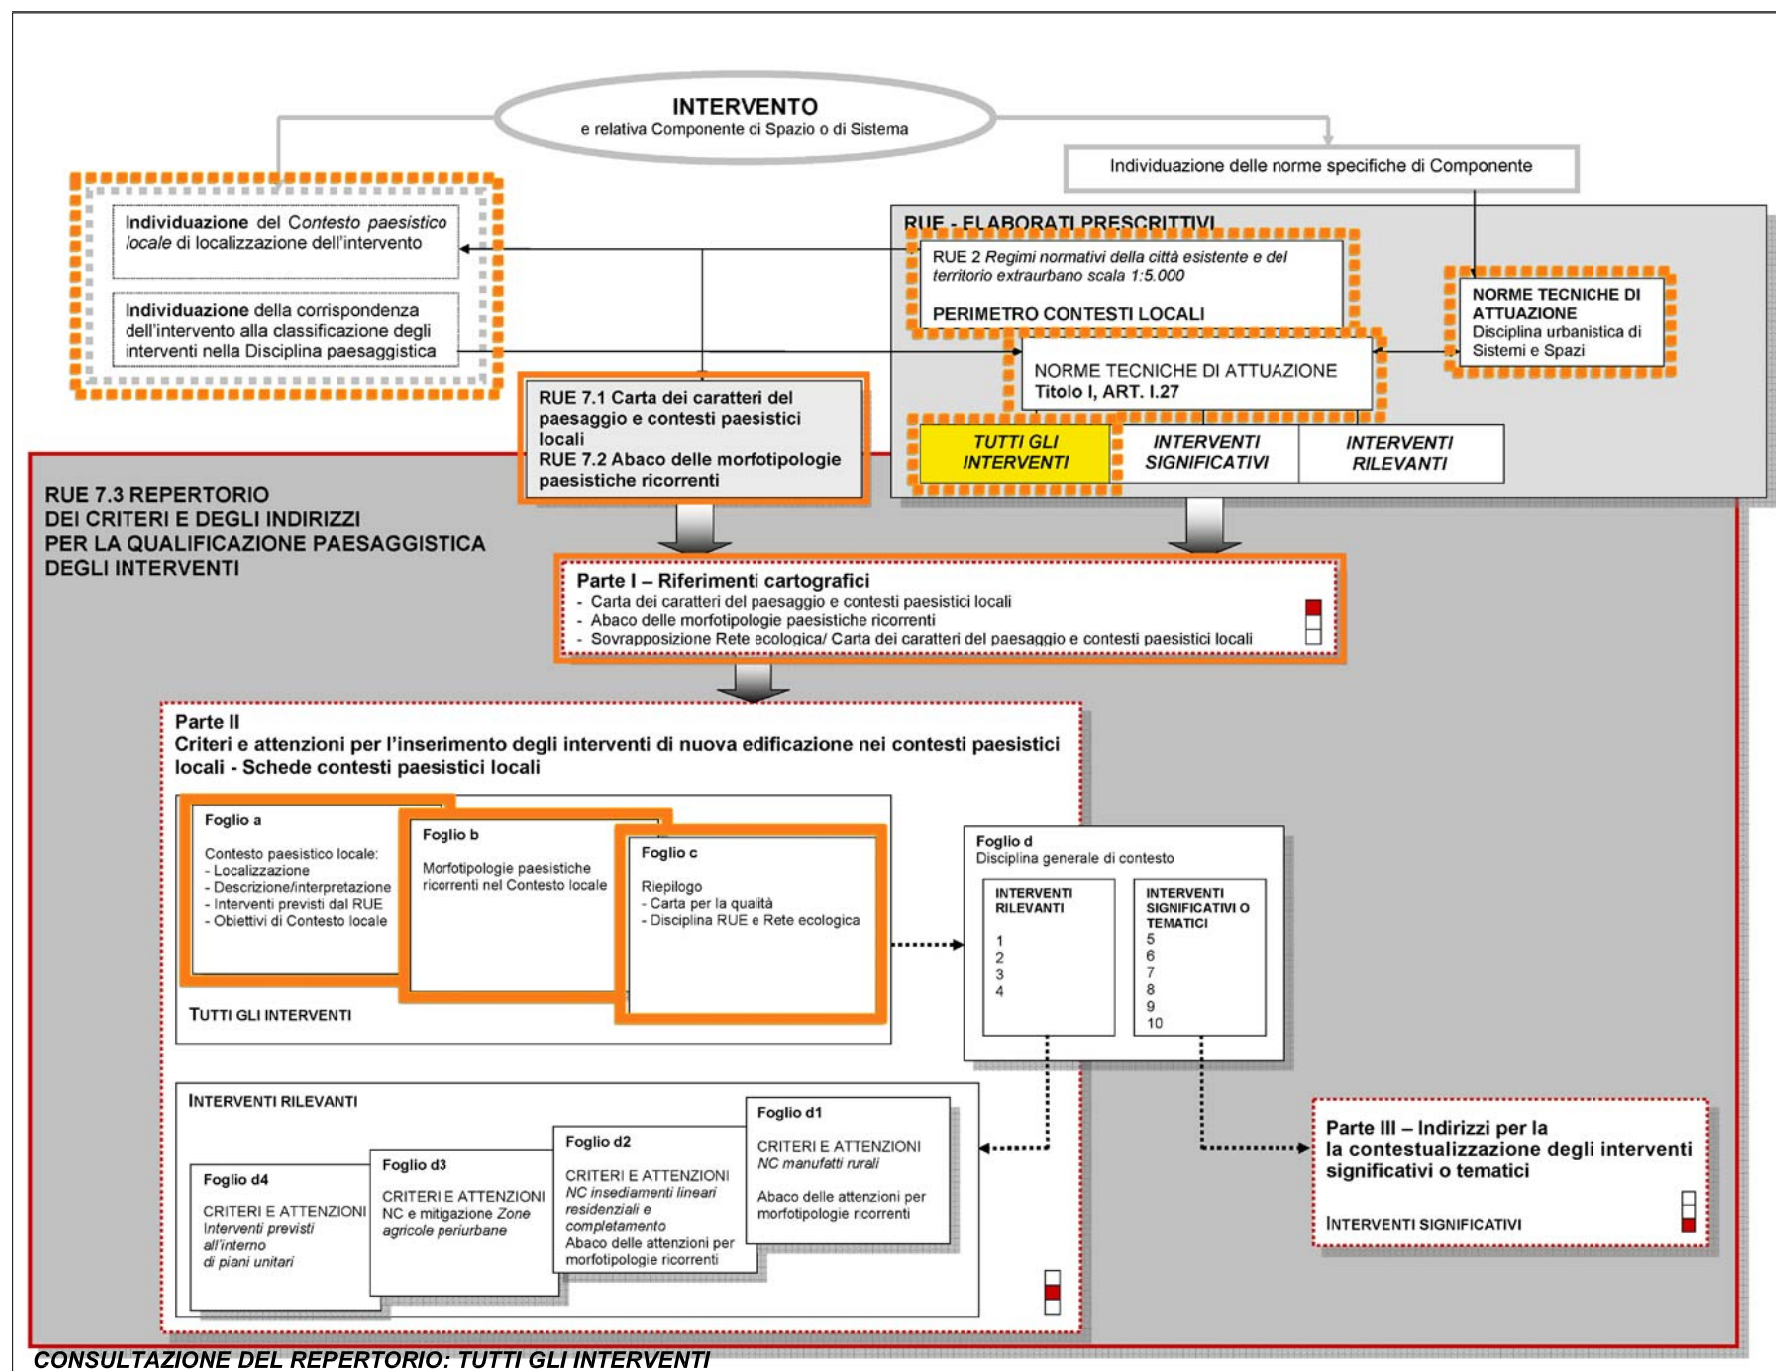 INTERVENTO
e relativa Componente ci Spazio o di Sistema
Individuazione delle norme specifiche di Componente
Individuazione del Contesto paesistico
locale di localizzazione dell'intervento
Individuazione della corrispondenza
dell'intervento alla classificazione degli
interventi nella Disciplina paesaggistica
RUE - ELABORATI PRESCRITTIVI
RUE 2 Regimi normativi della città esistente e del
territorio extraurbano scala 1:5.000
PERIMETRO CONTESTI LOCALI
NORME TECNICHE DI
ATTUAZIONE
Disciplina urbanistica di
Sistemi e Spazi
NORME TECNICHE DI ATTUAZIONE
Titolo I, ART. I.27
TUTTI GLI
INTERVENTI
INTERVENTI
SIGNIFICATIVI
INTERVENTI
RILEVANTI
RUE 7.1 Carta dei caratteri del
paesaggio e contesti paesistici
locali
RUE 7.2 Abaco delle morfotipologie
paesistiche ricorrenti
RUE 7.3 REPERTORIO
DEI CRITERI E DEGLI INDIRIZZI
PER LA QUALIFICAZIONE PAESAGGISTICA
DEGLI INTERVENTI
Parte I – Riferimenti cartografici
- Carta dei caratteri del paesaggio e contesti paesistici locali
- Abaco delle morfotipologie paesistiche ricorrenti
- Sovrapposizione Rete ecologica/ Carta dei caratteri del paesaggio e contesti paesistici locali
Parte II
Criteri e attenzioni per l'inserimento degli interventi di nuova edificazione nei contesti paesistici
locali - Schede contesti paesistici locali
Foglio a
Contesto paesistico locale:
- Localizzazione
- Descrizione/interpretazione
- Interventi previsti dal RUE
- Obiettivi di Contesto locale
Foglio b
Morfotipologie paesistiche
ricorrenti nel Contesto locale
Foglio c
Riepilogo
- Carta per la qualità
- Disciplina RUE e Rete ecologica
TUTTI GLI INTERVENTI
Foglio d
Disciplina generale di contesto
INTERVENTI
RILEVANTI
1
2
3
4
INTERVENTI
SIGNIFICATIVI O
TEMATICI
5
6
7
8
9
10
INTERVENTI RILEVANTI
Foglio d4
CRITERI E ATTENZIONI
Interventi previsti
all'interno
di piani unitari
Foglio d3
CRITERI E ATTENZIONI
NC e mitigazione Zone
agricole periurbane
Foglio d2
CRITERI E ATTENZIONI
NC insediamenti lineari
residenziali e
completamento
Abaco delle attenzioni per
morfotipologie ricorrenti
Foglio d1
CRITERI E ATTENZIONI
NC manufatti rurali
Abaco delle attenzioni per
morfotipologie ricorrenti
Parte III – Indirizzi per la
la contestualizzazione degli interventi
significativi o tematici
INTERVENTI SIGNIFICATIVI
CONSULTAZIONE DEL REPERTORIO: TUTTI GLI INTERVENTI